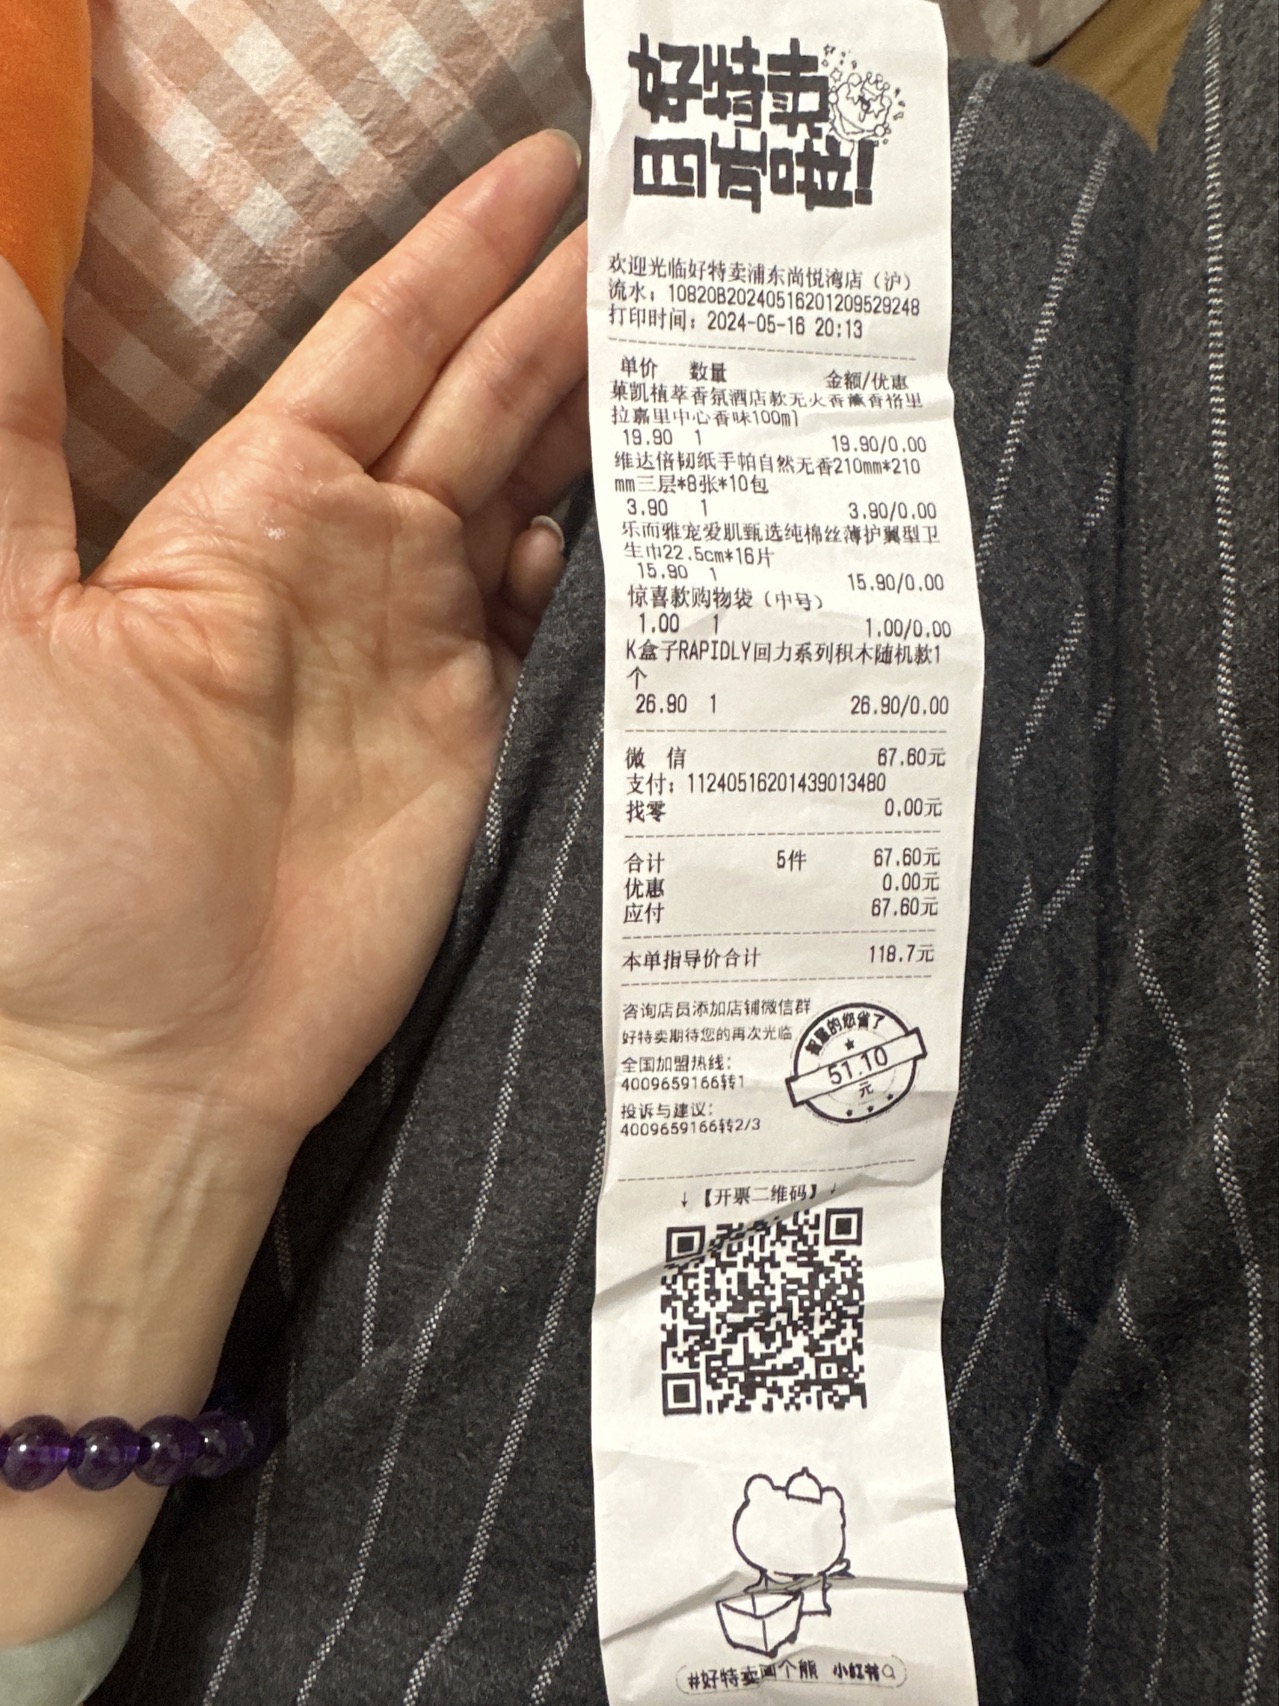 好特卖
欢迎光临好特卖浦东尚悦湾店（沪）
流水：10820B202405162012095​29248
打印时间：2024-05-16 20:13
单价 数量 金额/优惠
莱凯植萃香氛酒店款无火香薰香格里
拉嘉里中心香味100ml
19.90 1 19.90/0.00
维达倍韧纸手帕自然无香210mm*210
mm三层*8张*10包
3.90 1 3.90/0.00
乐而雅宠爱肌甄选纯棉丝薄护翼型卫
生巾22.5cm*16片
15.90 1 15.90/0.00
惊喜款购物袋（中号）
1.00 1 1.00/0.00
K盒子RAPIDLY回力系列积木随机款1
个
26.90 1 26.90/0.00
微 信 67.60元
支付：11240516201439013480
找零 0.00元
合计 5件 67.60元
优惠 0.00元
应付 67.60元
本单指导价合计 118.7元
咨询店员添加店铺微信群
好特卖期待您的再次光临
全国加盟热线：
4009659166转1
投诉与建议：
4009659166转2/3
机智的您省了
51.10
元
↓【开票二维码】↓
#好特卖画个熊 小红书